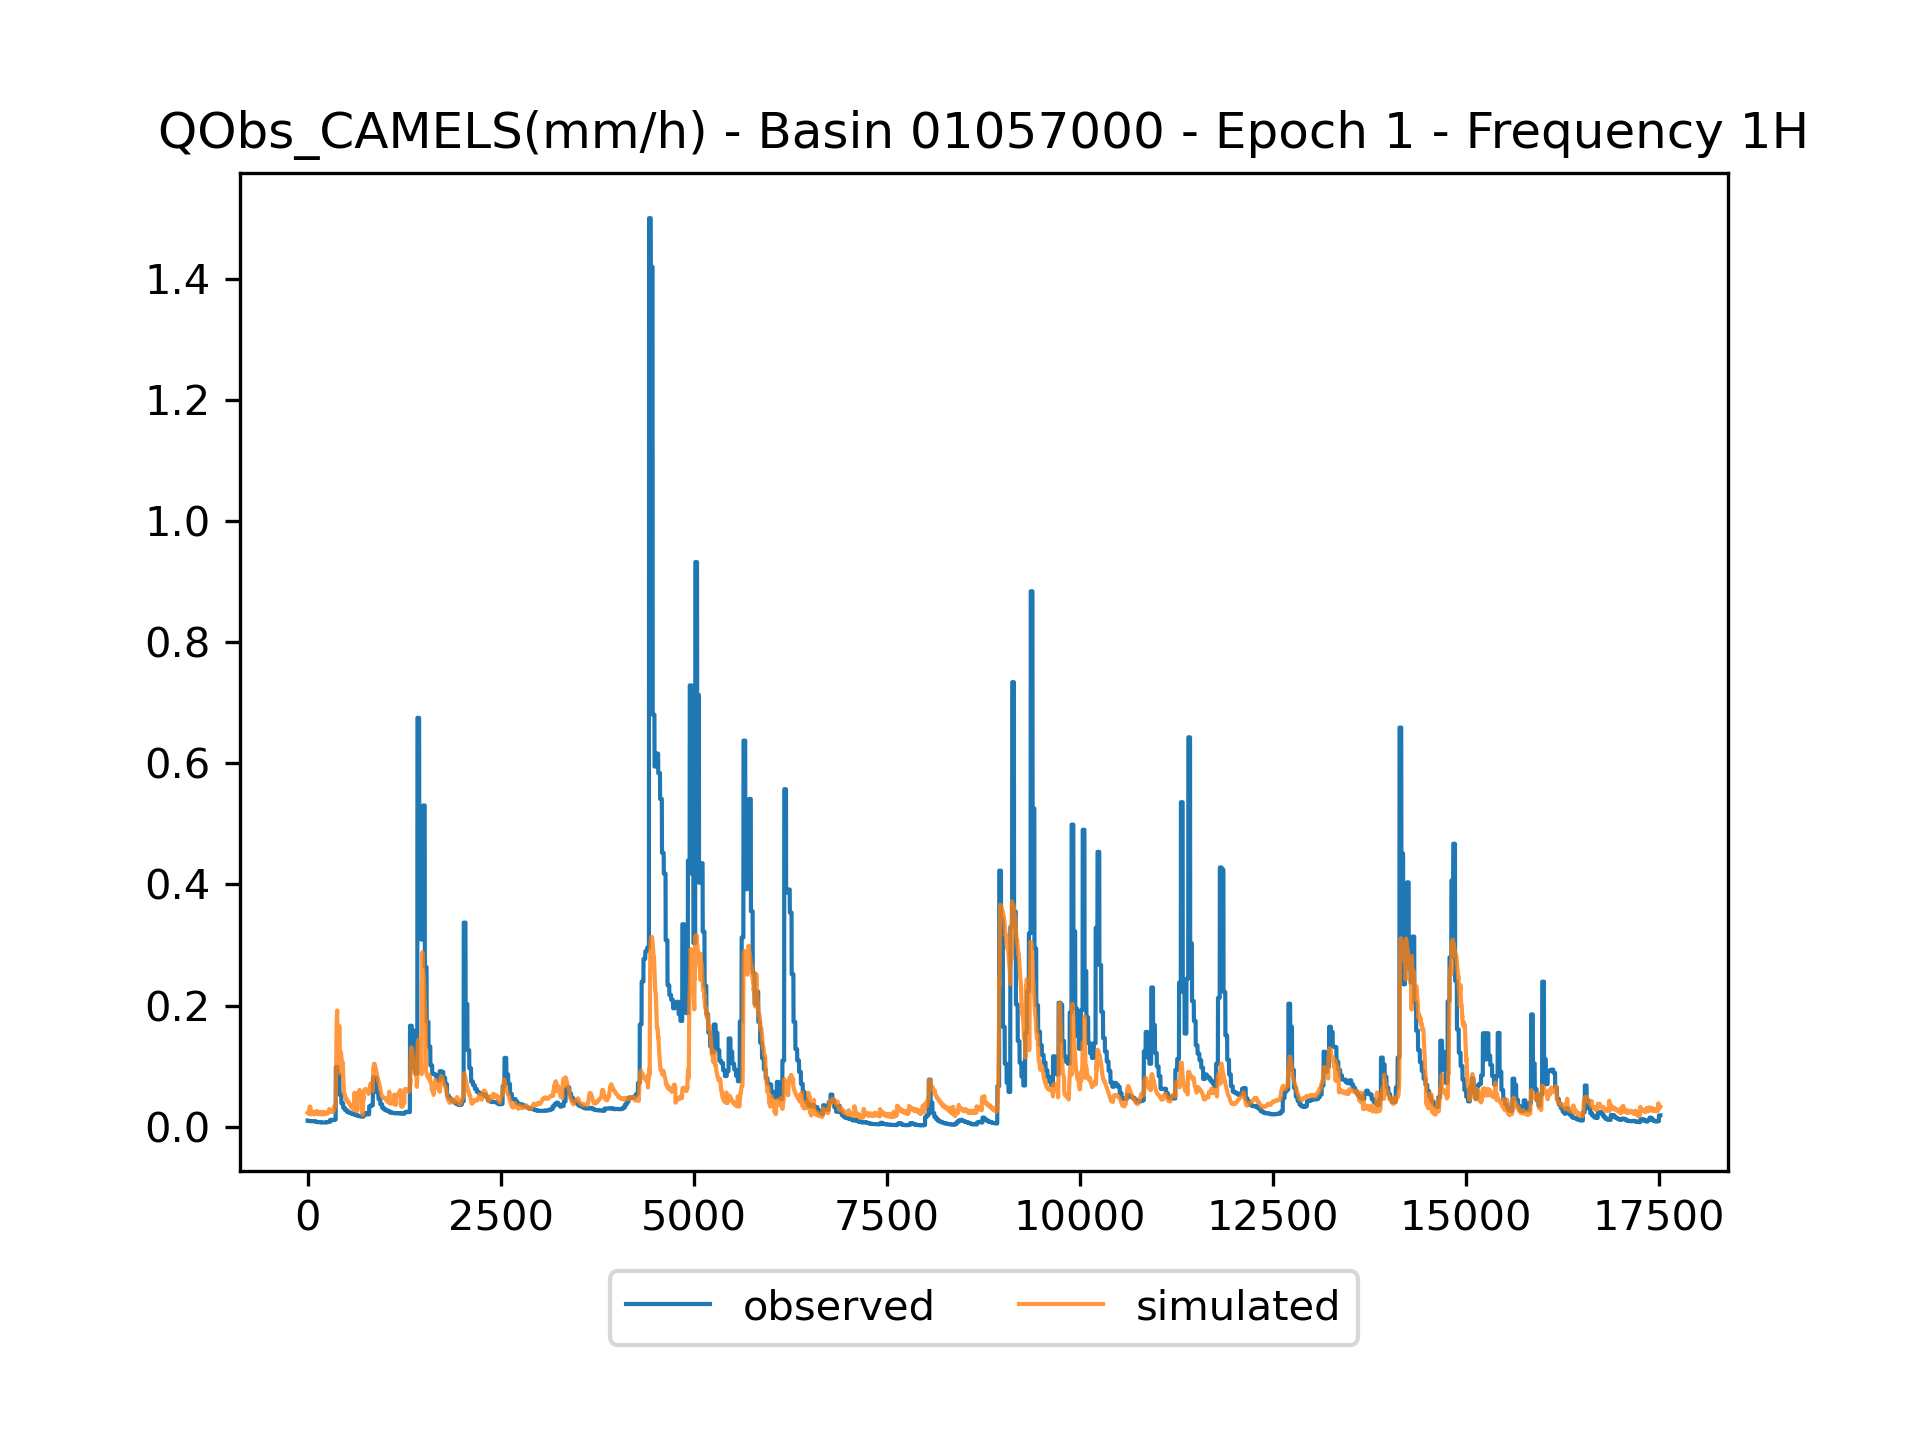 QObs_CAMELS(mm/h) - Basin 01057000 - Epoch 1 - Frequency 1H
1.4
1.2
1.0
0.8
0.6
0.4
0.2
0.0
0 2500 5000 7500 10000 12500 15000 17500
observed simulated